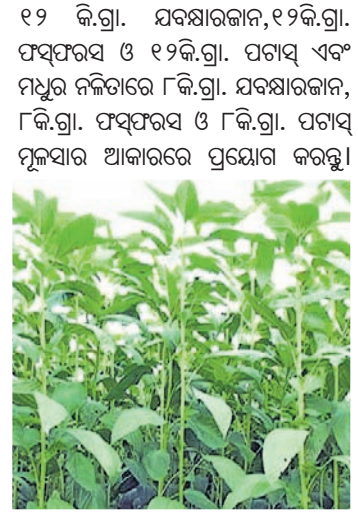 ୧୨ କି.ଗ୍ରା. ଯବକ୍ଷାରଜାନ,୧୨କି.ଗ୍ରା.
ଫସ୍‌ଫରସ ଓ ୧୨କି.ଗ୍ରା. ପଟାସ୍ ଏବଂ
ମଧୁର ନଳିତାରେ ୮କି.ଗ୍ରା. ଯବକ୍ଷାରଜାନ,
୮କି.ଗ୍ରା. ଫସ୍‌ଫରସ ଓ ୮କି.ଗ୍ରା. ପଟାସ୍
ମୂଳସାର ଆକାରରେ ପ୍ରୟୋଗ କରନ୍ତୁ।